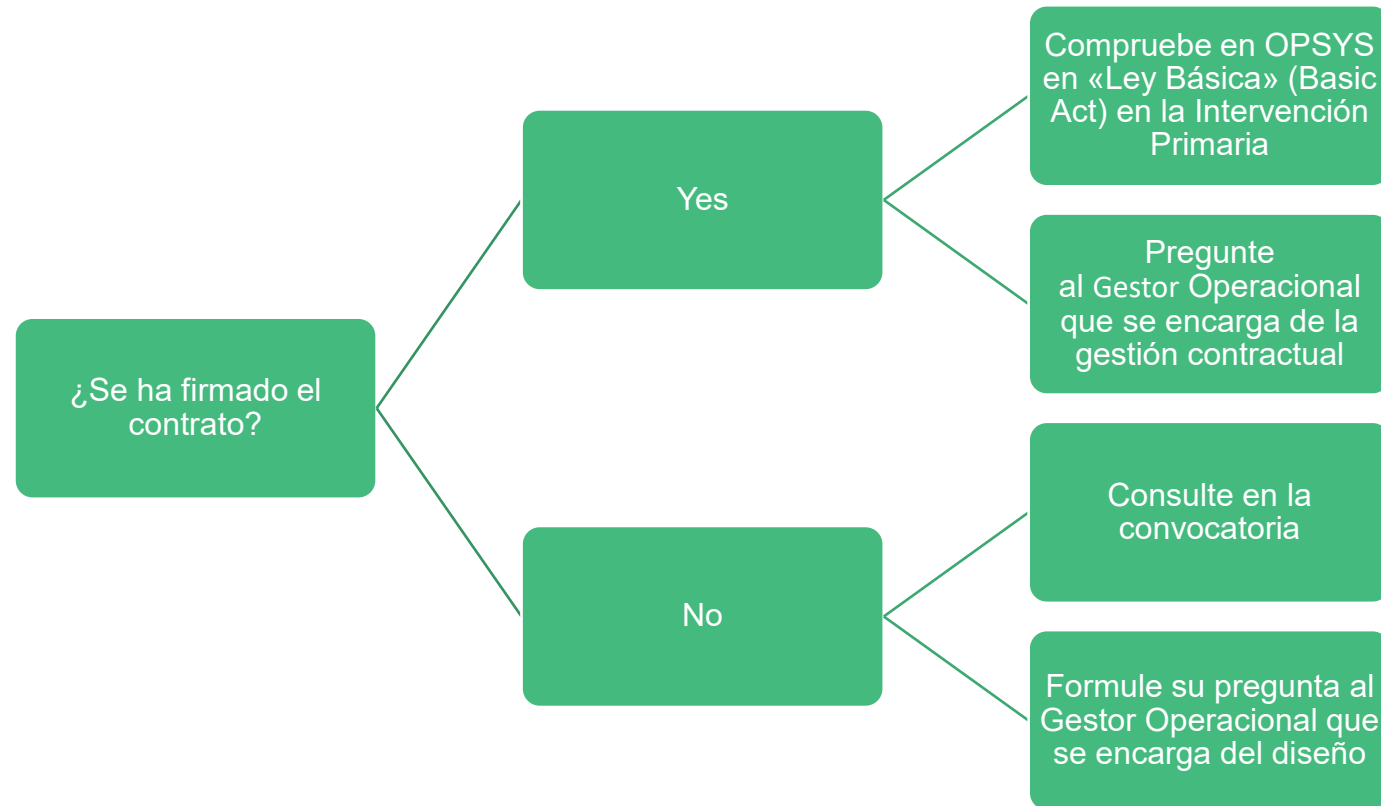 ¿Se ha firmado el
contrato?
Yes
Compruebe en OPSYS
en «Ley Básica» (Basic
Act) en la Intervención
Primaria
Pregunte
al Gestor Operacional
que se encarga de la
gestión contractual
No
Consulte en la
convocatoria
Formule su pregunta al
Gestor Operacional que
se encarga del diseño